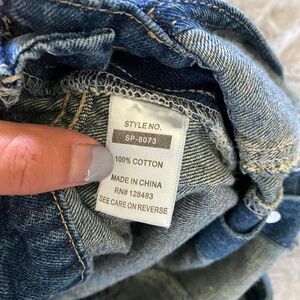 STYLE NO.
SP-8073
100% COTTON
MADE IN CHINA
RN# 128483
SEE CARE ON REVERSE